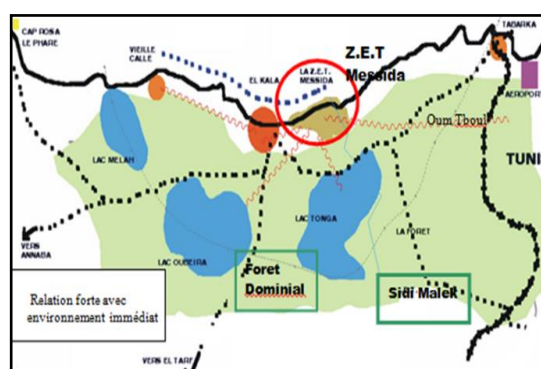 CAP ROSA
LE PHARE
TABARKA
VIEILLE
CALLE
Z.E.T
Messida
EL KALA
LA Z.E.T.
MESSIDA
AEROPORT
Oum Tboul
LAC MELAH
TUNI
LAC TONGA
LA FORET
VERS
ANNABA
LAC OUBEIRA
Foret
Dominial
Sidi Malek
Relation forte avec
environnement immédiat
VERS EL TARF